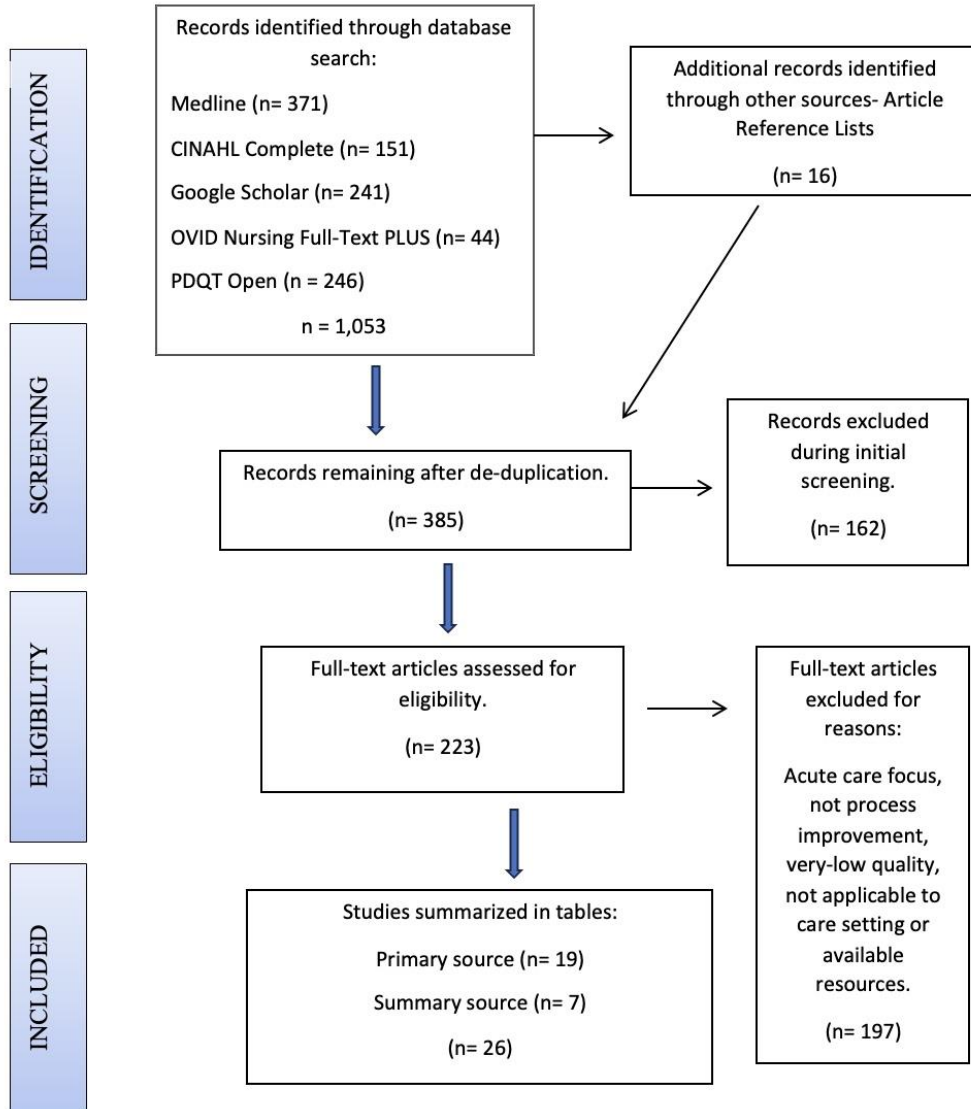 IDENTIFICATION
Records identified through database
search:
Medline (n= 371)
CINAHL Complete (n= 151)
Google Scholar (n= 241)
OVID Nursing Full-Text PLUS (n= 44)
PDQT Open (n = 246)
n = 1,053
Additional records identified
through other sources- Article
Reference Lists
(n= 16)
SCREENING
Records remaining after de-duplication.
(n= 385)
Records excluded
during initial
screening.
(n= 162)
ELIGIBILITY
Full-text articles assessed for
eligibility.
(n= 223)
Full-text articles
excluded for
reasons:
Acute care focus,
not process
improvement,
very-low quality,
not applicable to
care setting or
available
resources.
(n= 197)
INCLUDED
Studies summarized in tables:
Primary source (n= 19)
Summary source (n= 7)
(n= 26)